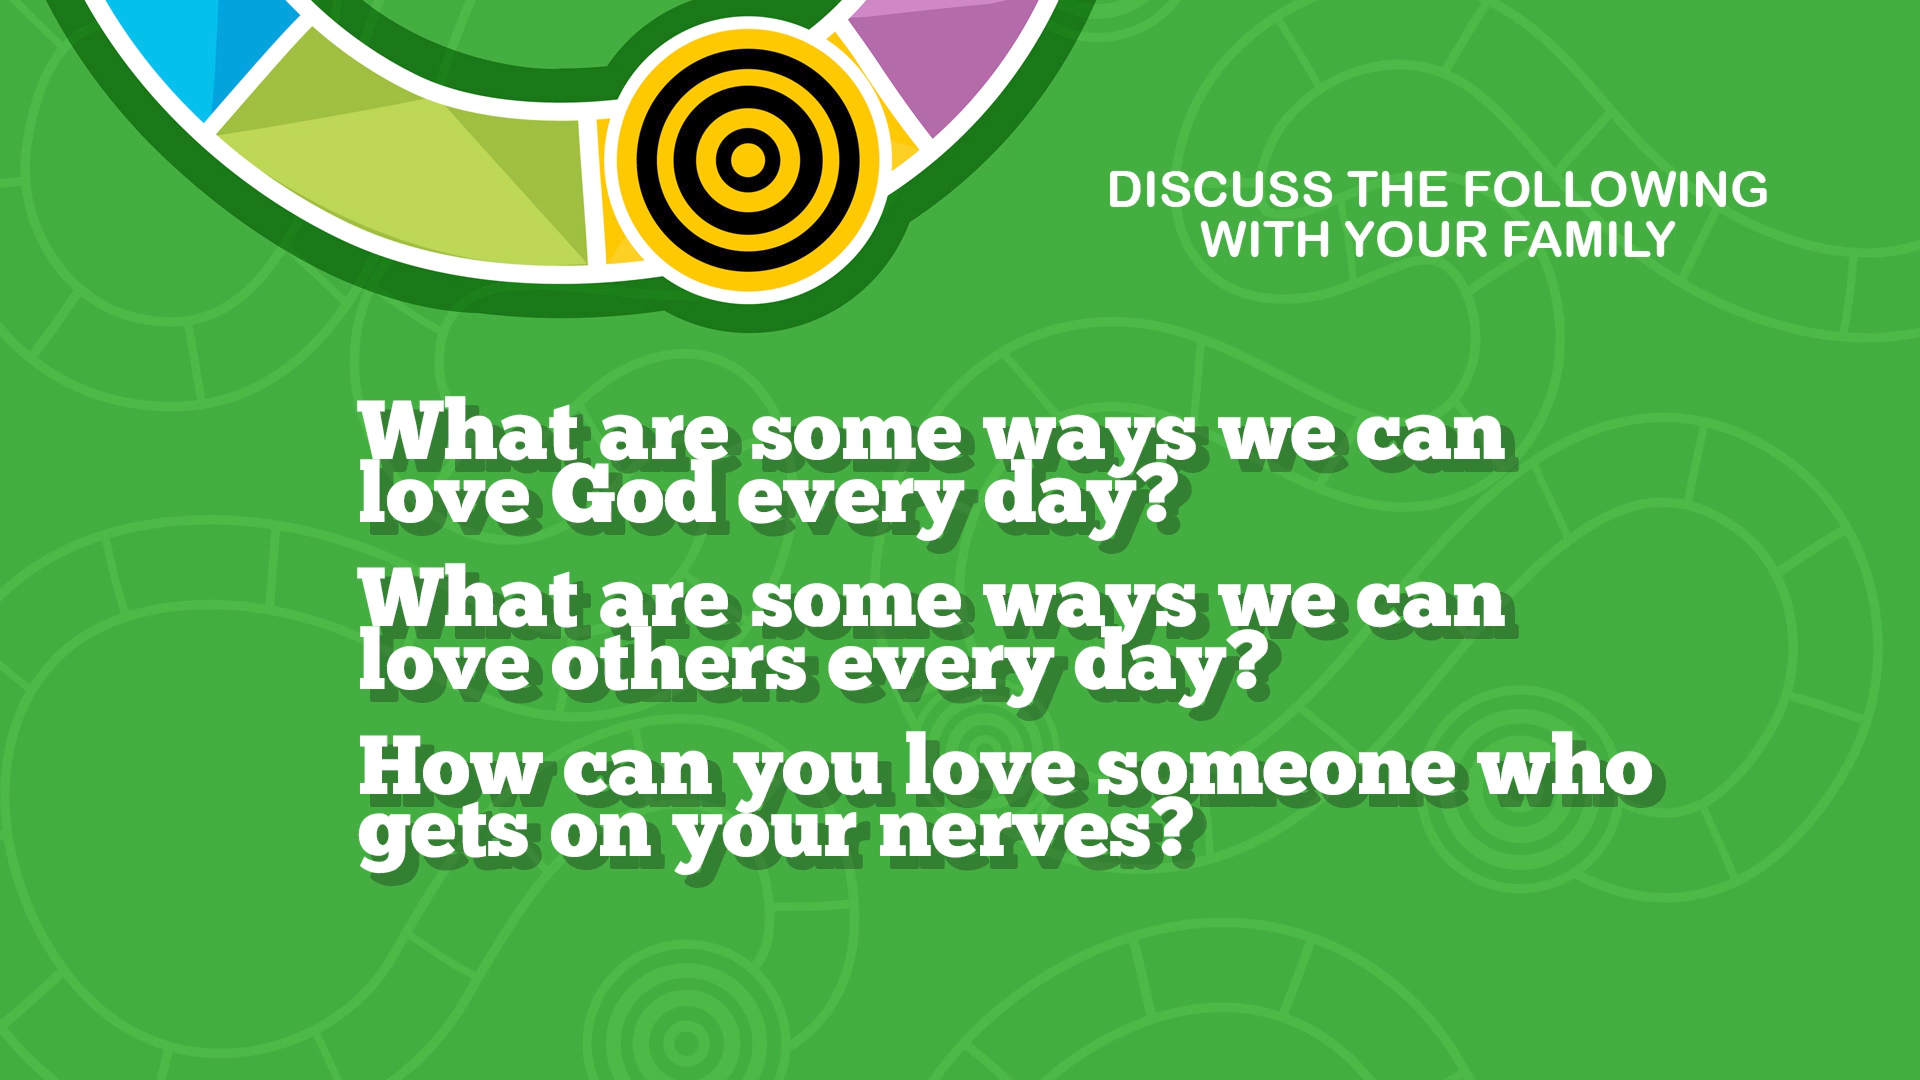 DISCUSS THE FOLLOWING
WITH YOUR FAMILY
What are some ways we can
love God every day?
What are some ways we can
love others every day?
How can you love someone who
gets on your nerves?